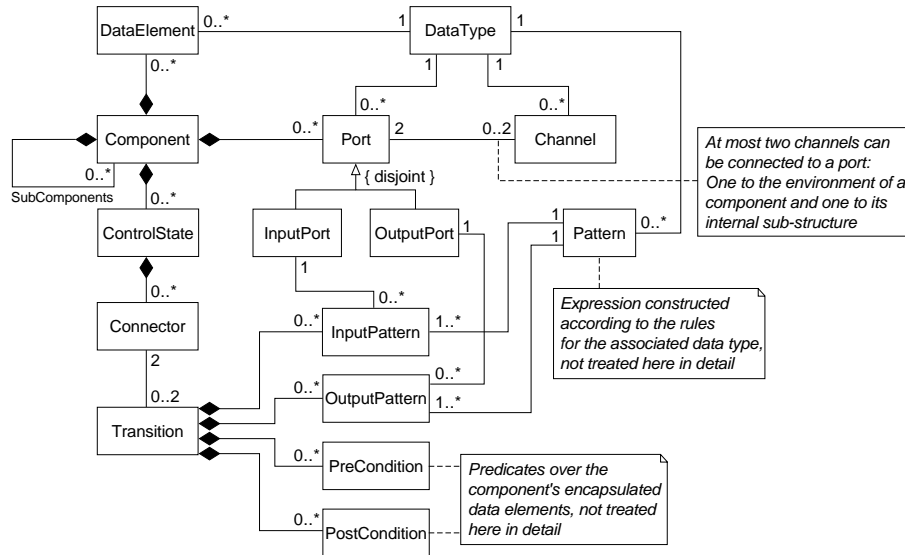 DataElement
0..*
1
DataType
1
0..*
1
1
0..*
0..*
Component
0..*
Port
2
0..2
Channel
0..*
SubComponents
0..*
{ disjoint }
At most two channels can
be connected to a port:
One to the environment of a
component and one to its
internal sub-structure
ControlState
InputPort
OutputPort
1
1
1
Pattern
0..*
1
0..*
0..*
Connector
0..*
InputPattern
1..*
Expression constructed
according to the rules
for the associated data type,
not treated here in detail
2
0..2
0..*
OutputPattern
0..*
1..*
Transition
0..*
PreCondition
Predicates over the
component's encapsulated
data elements, not treated
here in detail
0..*
PostCondition